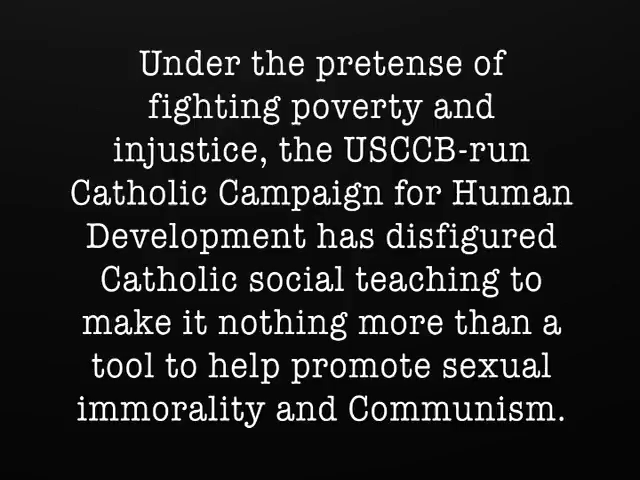 Under the pretense of
fighting poverty and
injustice, the USCCB-run
Catholic Campaign for Human
Development has disfigured
Catholic social teaching to
make it nothing more than a
tool to help promote sexual
immorality and Communism.